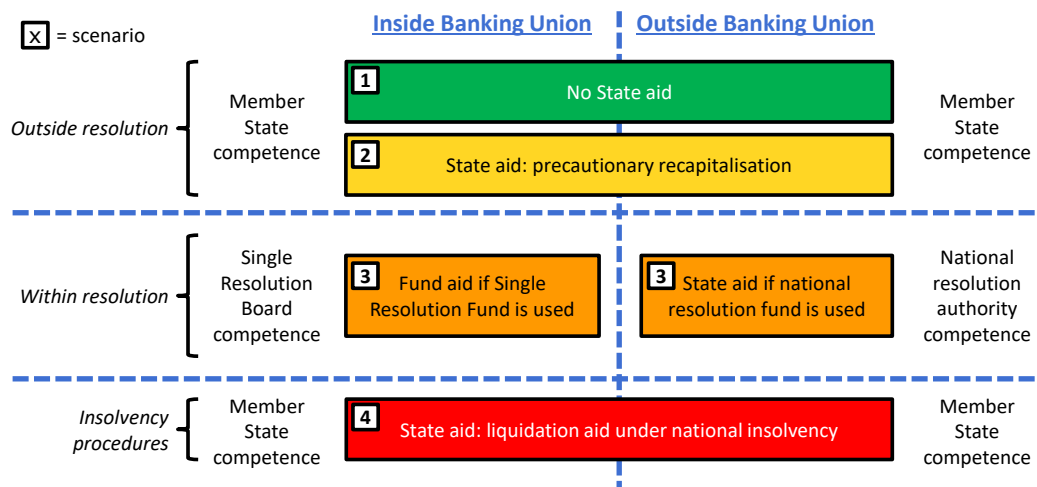 Inside Banking Union
Outside Banking Union
x = scenario
Outside resolution
Member
State
competence
1
No State aid
2
State aid: precautionary recapitalisation
Member
State
competence
Within resolution
Single
Resolution
Board
competence
3
Fund aid if Single
Resolution Fund is used
3
State aid if national
resolution fund is used
National
resolution
authority
competence
Insolvency
procedures
Member
State
competence
4
State aid: liquidation aid under national insolvency
Member
State
competence